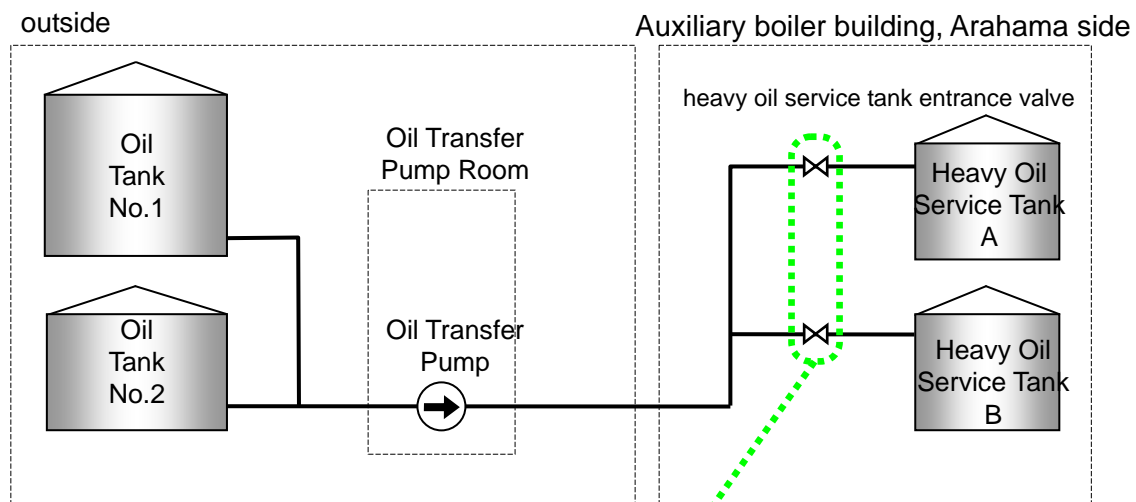 outside
Auxiliary boiler building, Arahama side
heavy oil service tank entrance valve
Oil
Tank
No.1
Oil Transfer
Pump Room
Heavy Oil
Service Tank
A
Oil
Tank
No.2
Oil Transfer
Pump
Heavy Oil
Service Tank
B